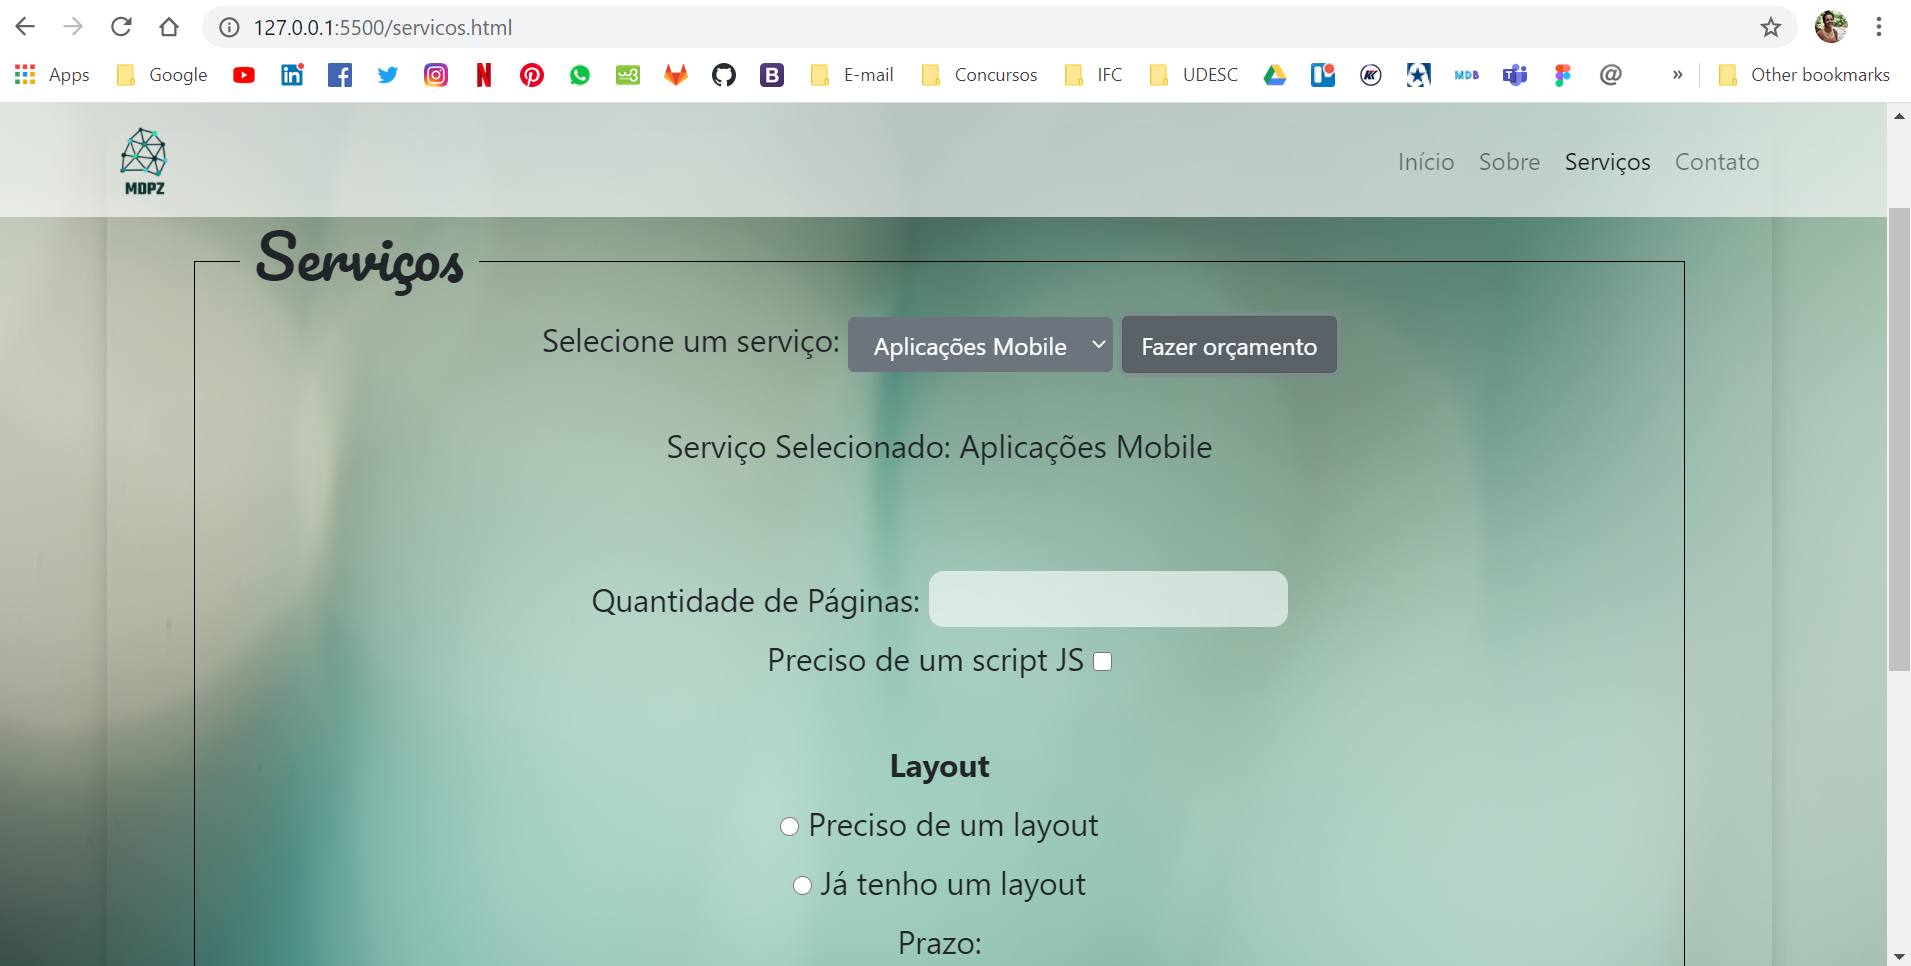 127.0.0.1:5500/servicos.html
Apps Google E-mail Concursos IFC UDESC MDB » Other bookmarks
MDPZ
Início Sobre Serviços Contato
Serviços
Selecione um serviço: Aplicações Mobile Fazer orçamento
Serviço Selecionado: Aplicações Mobile
Quantidade de Páginas:
Preciso de um script JS
Layout
Preciso de um layout
Já tenho um layout
Prazo: